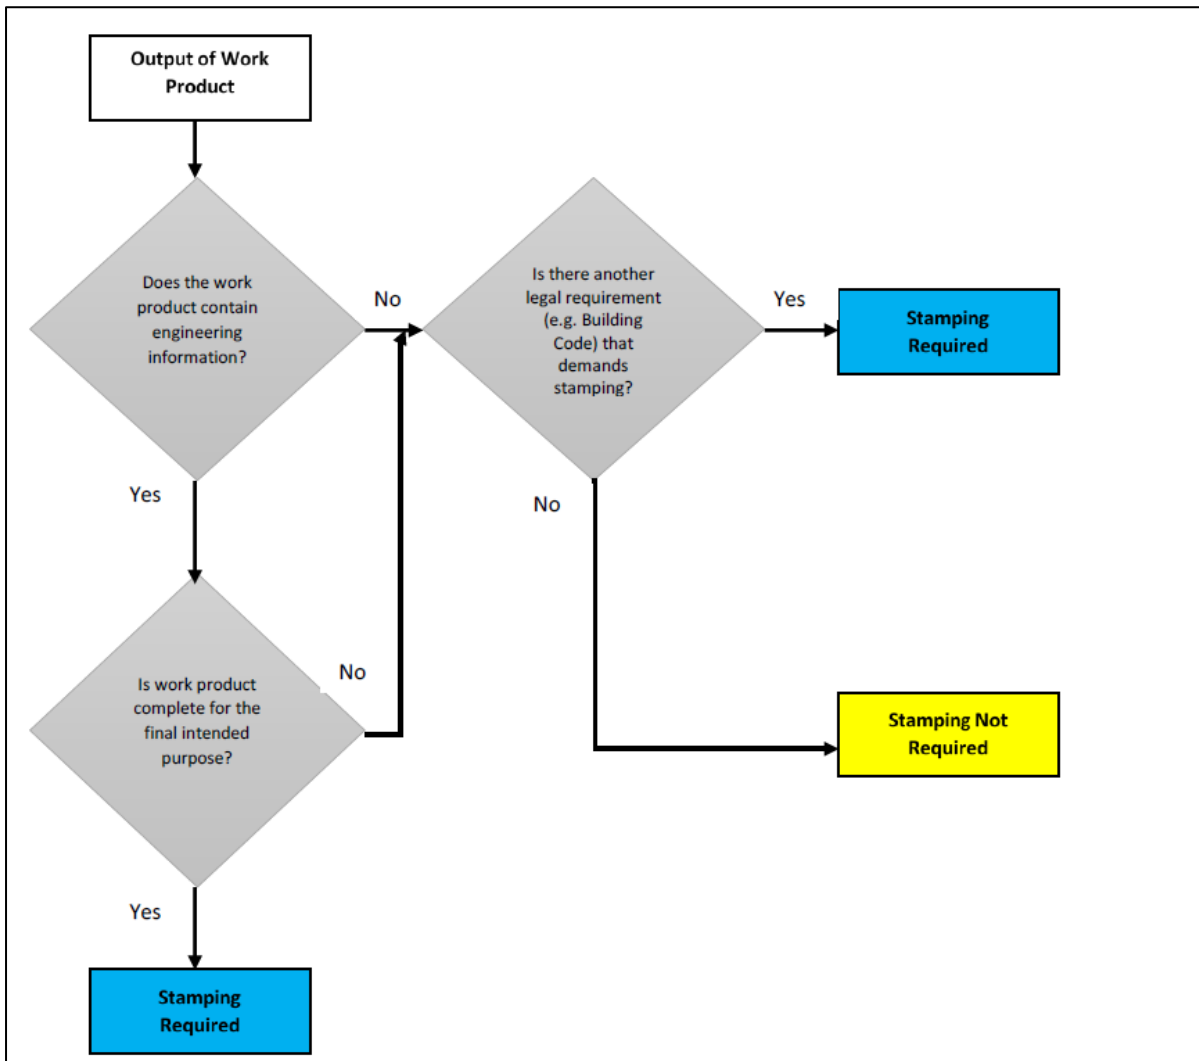 Output of Work
Product
Does the work
product contain
engineering
information?
No
Is there another
legal requirement
(e.g. Building
Code) that
demands
stamping?
Yes
Stamping
Required
Yes
No
Is work product
complete for the
final intended
purpose?
No
Stamping Not
Required
Yes
Stamping
Required